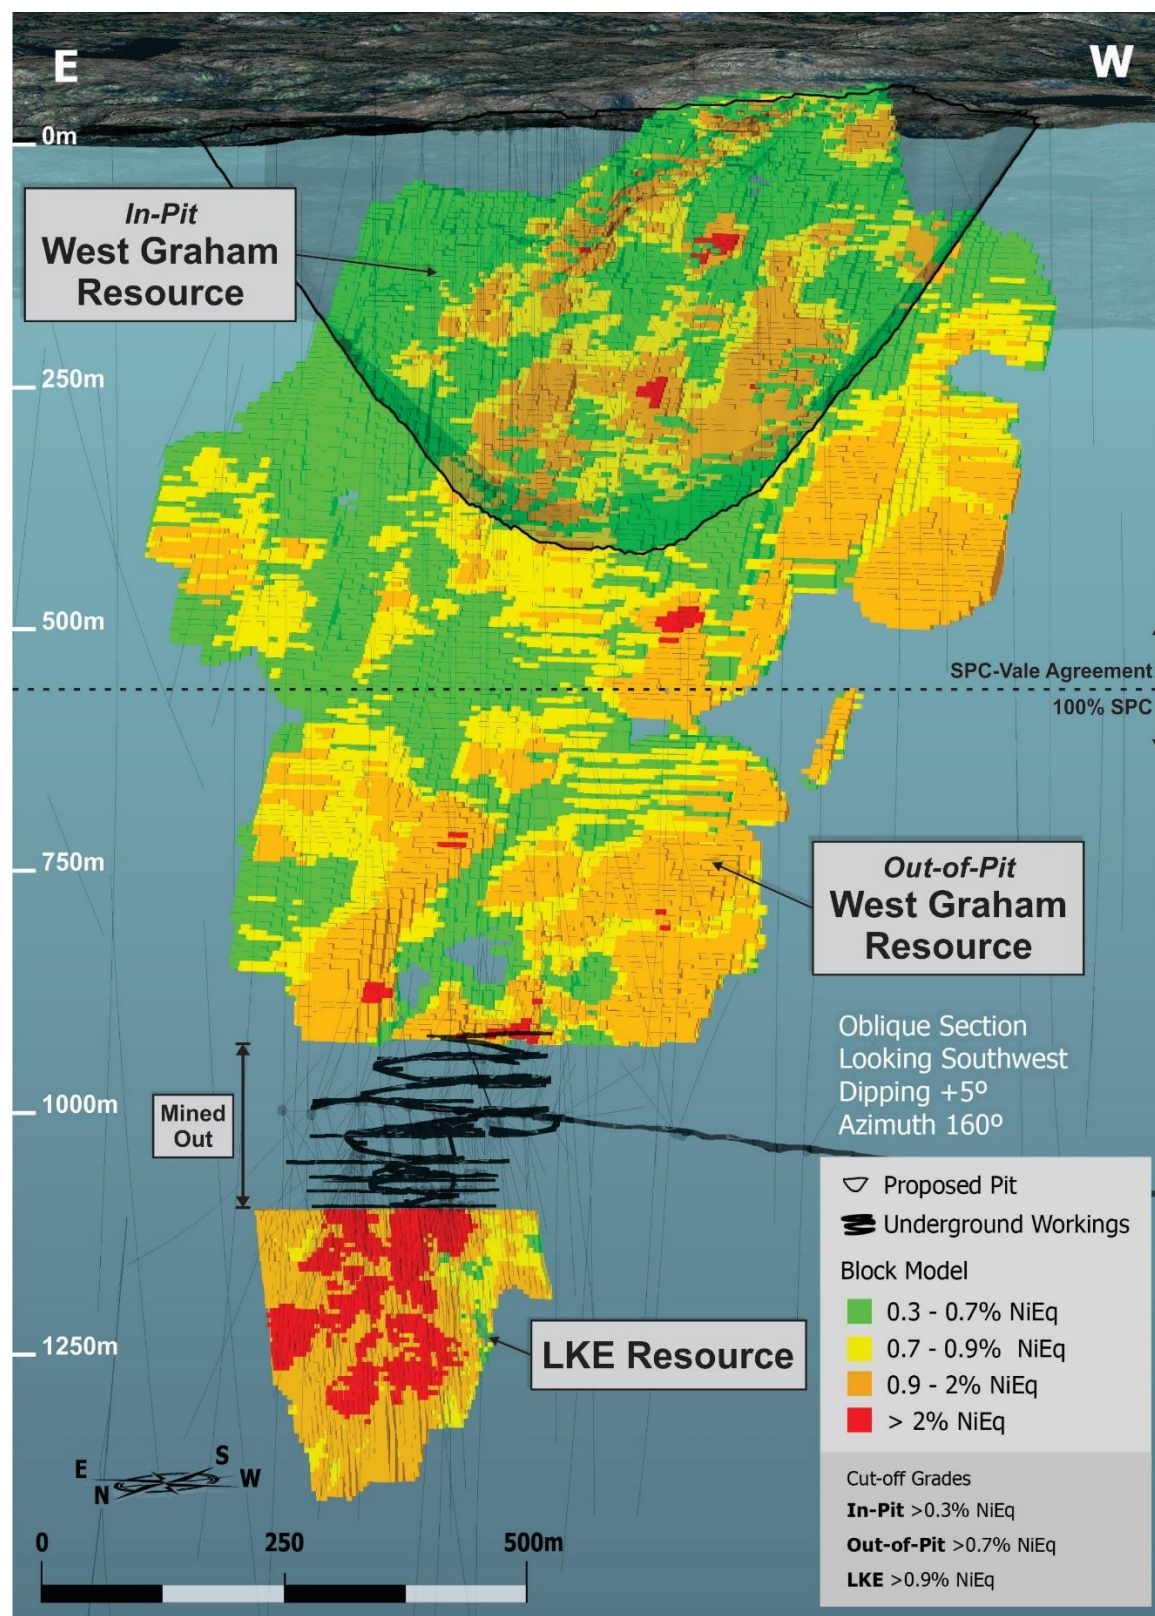 E
W
0m
In-Pit
West Graham
Resource
250m
500m
SPC-Vale Agreement
100% SPC
750m
Out-of-Pit
West Graham
Resource
Oblique Section
Looking Southwest
Dipping +5º
Azimuth 160º
1000m
Mined
Out
Proposed Pit
Underground Workings
Block Model
0.3 - 0.7% NiEq
0.7 - 0.9% NiEq
0.9 - 2% NiEq
> 2% NiEq
1250m
LKE Resource
Cut-off Grades
In-Pit >0.3% NiEq
Out-of-Pit >0.7% NiEq
LKE >0.9% NiEq
S
E
W
N
0
250
500m